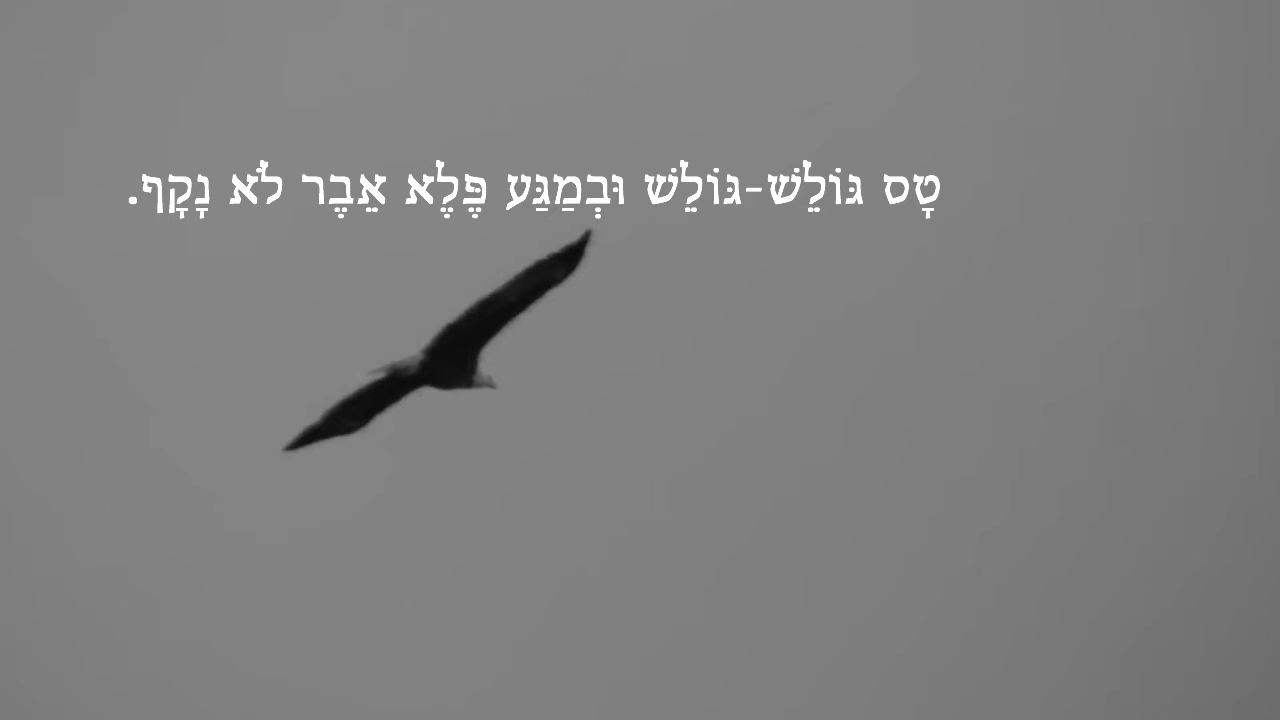 טָס גּוֹלֵשׁ-גּוֹלֵשׁ וּבְמַגַּע פֶּלֶא אֵבֶר לֹא נָקָף.